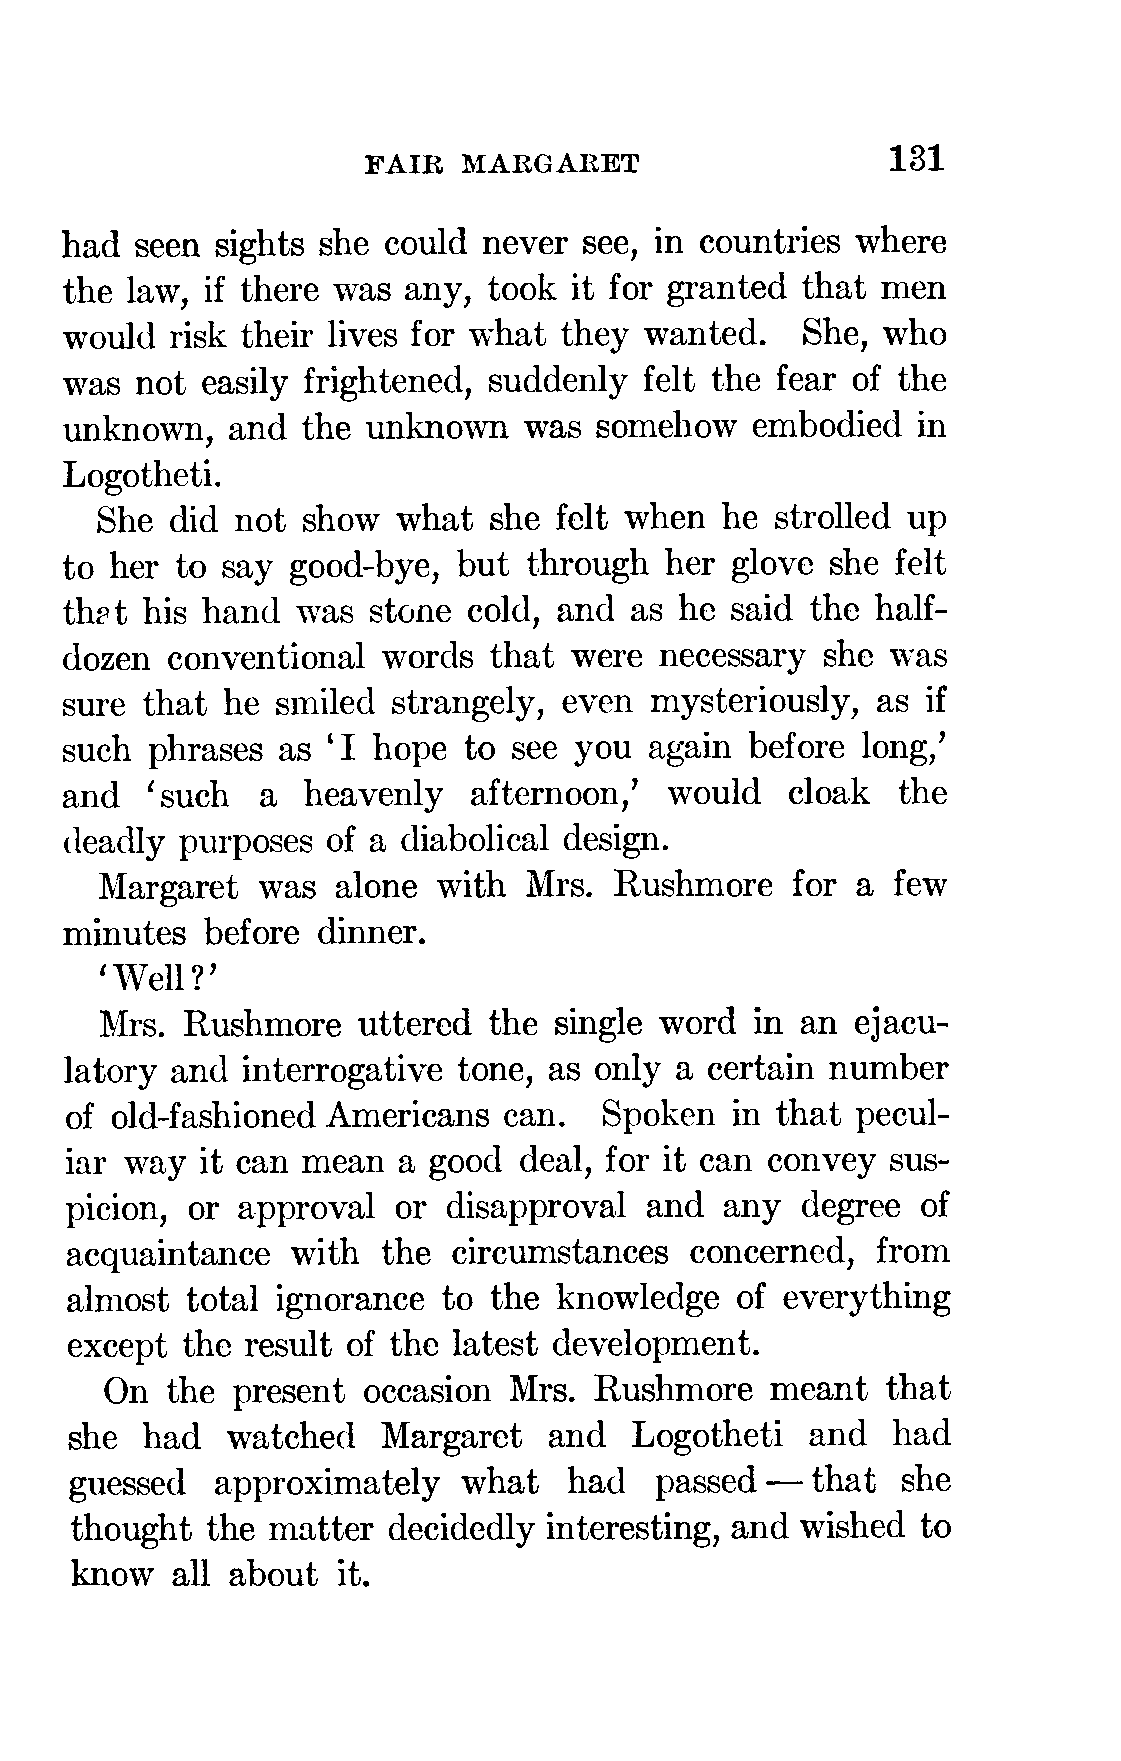 FAIR MARGARET 131
had seen sights she could never see, in countries where
the law, if there was any, took it for granted that men
would risk their lives for what they wanted. She, who
was not easily frightened, suddenly felt the fear of the
unknown, and the unknown was somehow embodied in
Logotheti.
She did not show what she felt when he strolled up
to her to say good-bye, but through her glove she felt
that his hand was stone cold, and as he said the half-
dozen conventional words that were necessary she was
sure that he smiled strangely, even mysteriously, as if
such phrases as ‘I hope to see you again before long,’
and ‘such a heavenly afternoon,’ would cloak the
deadly purposes of a diabolical design.
Margaret was alone with Mrs. Rushmore for a few
minutes before dinner.
‘Well?’
Mrs. Rushmore uttered the single word in an ejacu-
latory and interrogative tone, as only a certain number
of old-fashioned Americans can. Spoken in that pecul-
iar way it can mean a good deal, for it can convey sus-
picion, or approval or disapproval and any degree of
acquaintance with the circumstances concerned, from
almost total ignorance to the knowledge of everything
except the result of the latest development.
On the present occasion Mrs. Rushmore meant that
she had watched Margaret and Logotheti and had
guessed approximately what had passed — that she
thought the matter decidedly interesting, and wished to
know all about it.